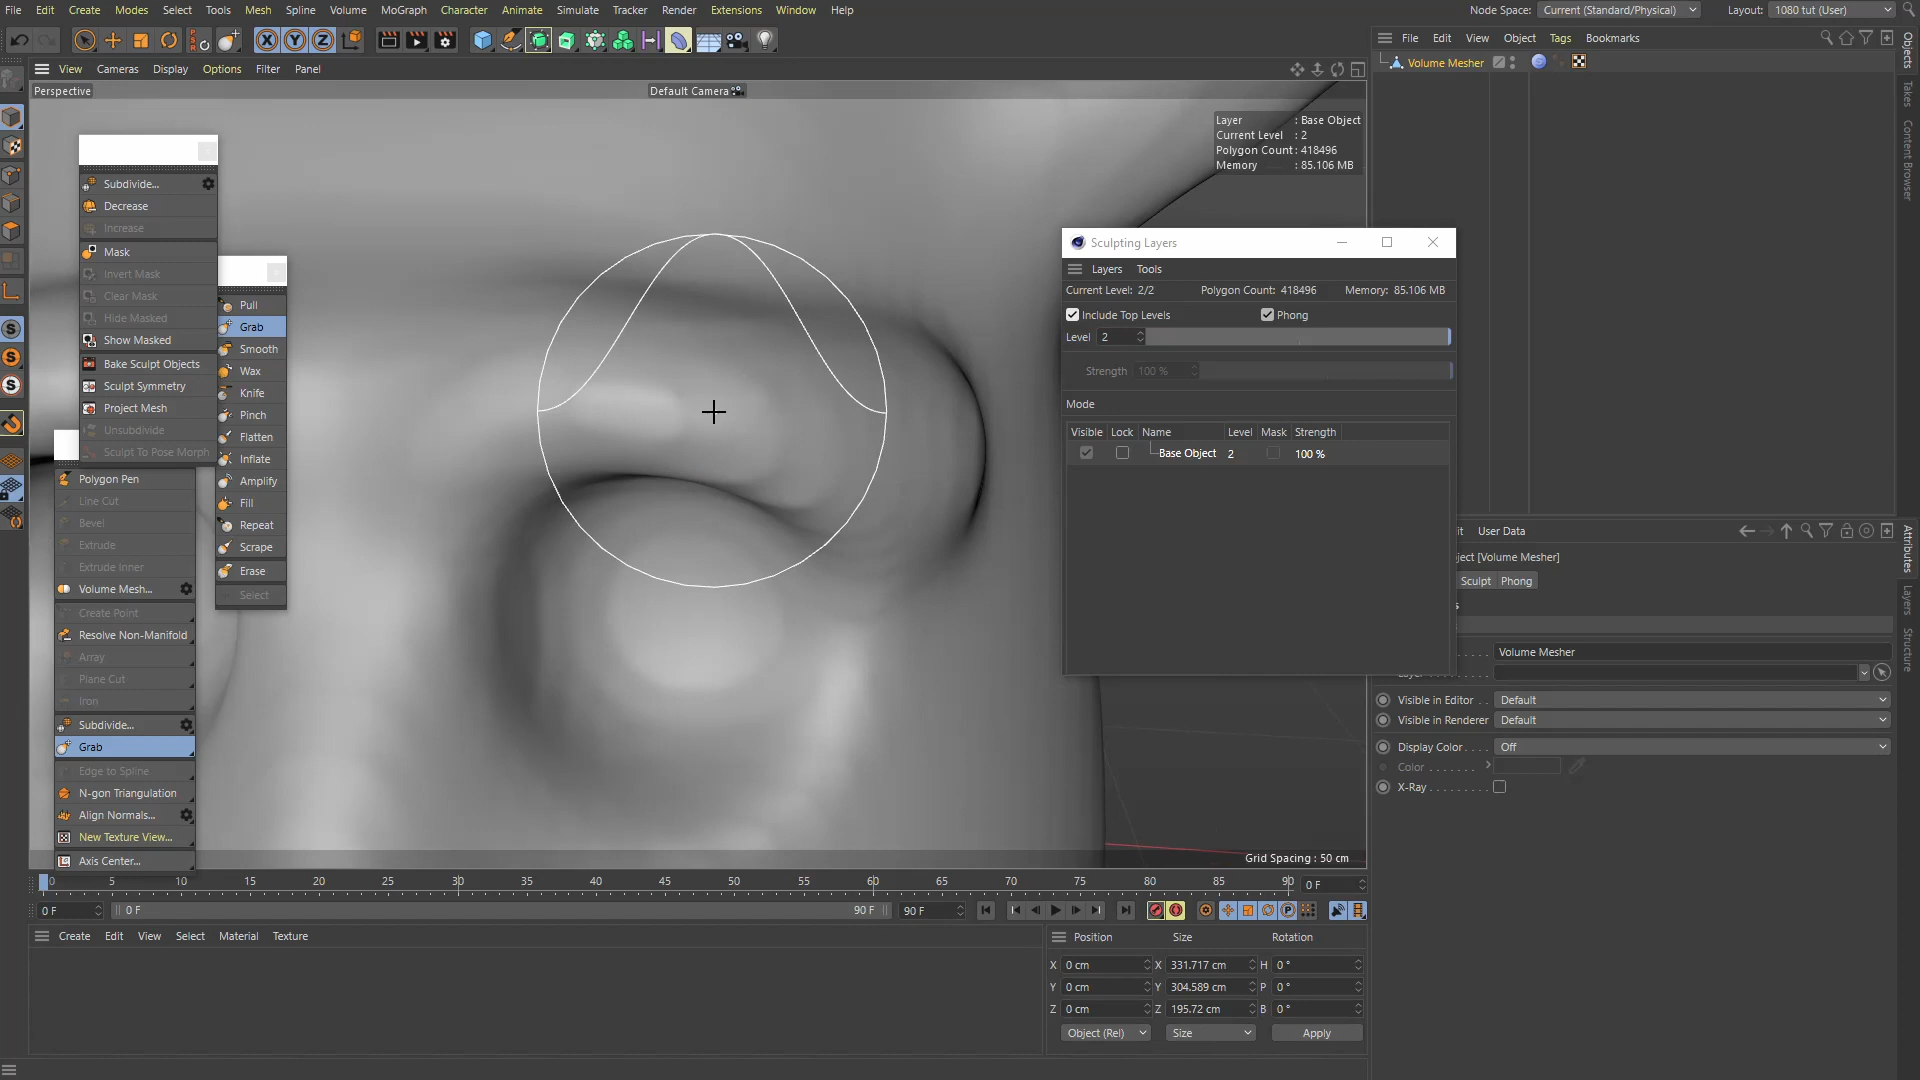 File Edit Create Modes Select Tools Mesh Spline Volume MoGraph Character Animate Simulate Tracker Render Extensions Window Help
Node Space: Current (Standard/Physical) Layout: 1080 tut (User)
File Edit View Object Tags Bookmarks
Volume Mesher
Objects
Takes
Content Browser
View Cameras Display Options Filter Panel
Perspective
Default Camera
Layer : Base Object
Current Level : 2
Polygon Count : 418496
Memory : 85.106 MB
Subdivide...
Decrease
Increase
Mask
Invert Mask
Clear Mask
Hide Masked
Show Masked
Bake Sculpt Objects
Sculpt Symmetry
Project Mesh
Unsubdivide
Sculpt To Pose Morph
Pull
Grab
Smooth
Wax
Knife
Pinch
Flatten
Inflate
Amplify
Fill
Repeat
Scrape
Erase
Select
Polygon Pen
Line Cut
Bevel
Extrude
Extrude Inner
Volume Mesh...
Create Point
Resolve Non-Manifold
Array
Plane Cut
Iron
Subdivide...
Grab
Edge to Spline
N-gon Triangulation
Align Normals...
New Texture View...
Axis Center...
Sculpting Layers
Layers Tools
Current Level: 2/2 Polygon Count: 418496 Memory: 85.106 MB
Include Top Levels Phong
Level 2
Strength 100 %
Mode
Visible Lock Name Level Mask Strength
Base Object 2 100 %
Grid Spacing : 50 cm
it User Data
ject [Volume Mesher]
Sculpt Phong
Volume Mesher
Visible in Editor . . Default
Visible in Renderer Default
Display Color . . . . Off
Color . . . . . . .
X-Ray . . . . . . . . .
Attributes
Layers
Structure
0 5 10 15 20 25 30 35 40 45 50 55 60 65 70 75 80 85 90 0 F
0 F 0 F 90 F 90 F
Create Edit View Select Material Texture
Position Size Rotation
X 0 cm X 331.717 cm H 0 °
Y 0 cm Y 304.589 cm P 0 °
Z 0 cm Z 195.72 cm B 0 °
Object (Rel) Size Apply